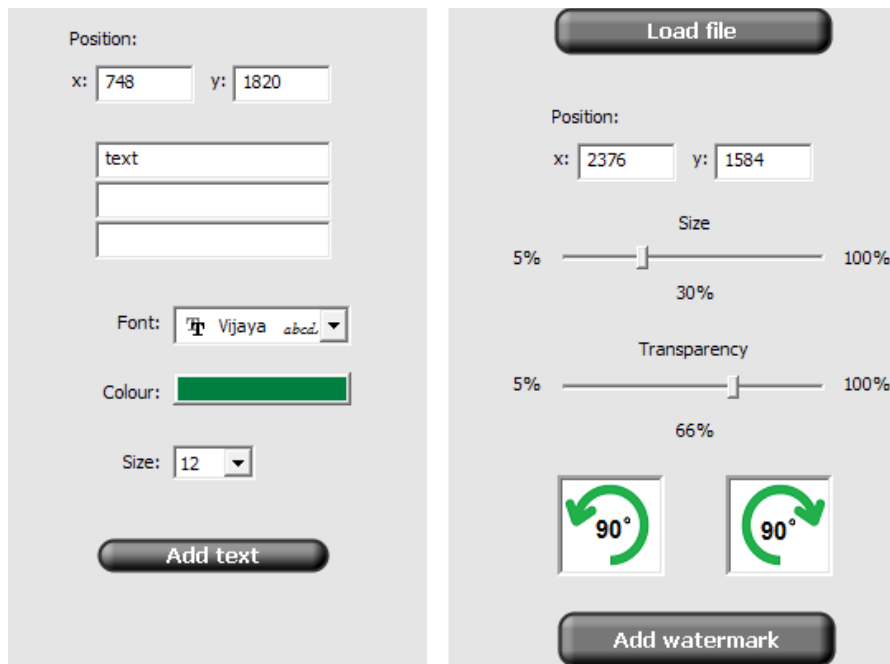 Position:
x: 748 y: 1820
text
Font: Vijaya abcd
Colour:
Size: 12
Add text
Load file
Position:
x: 2376 y: 1584
Size
5% 100%
30%
Transparency
5% 100%
66%
90° 90°
Add watermark